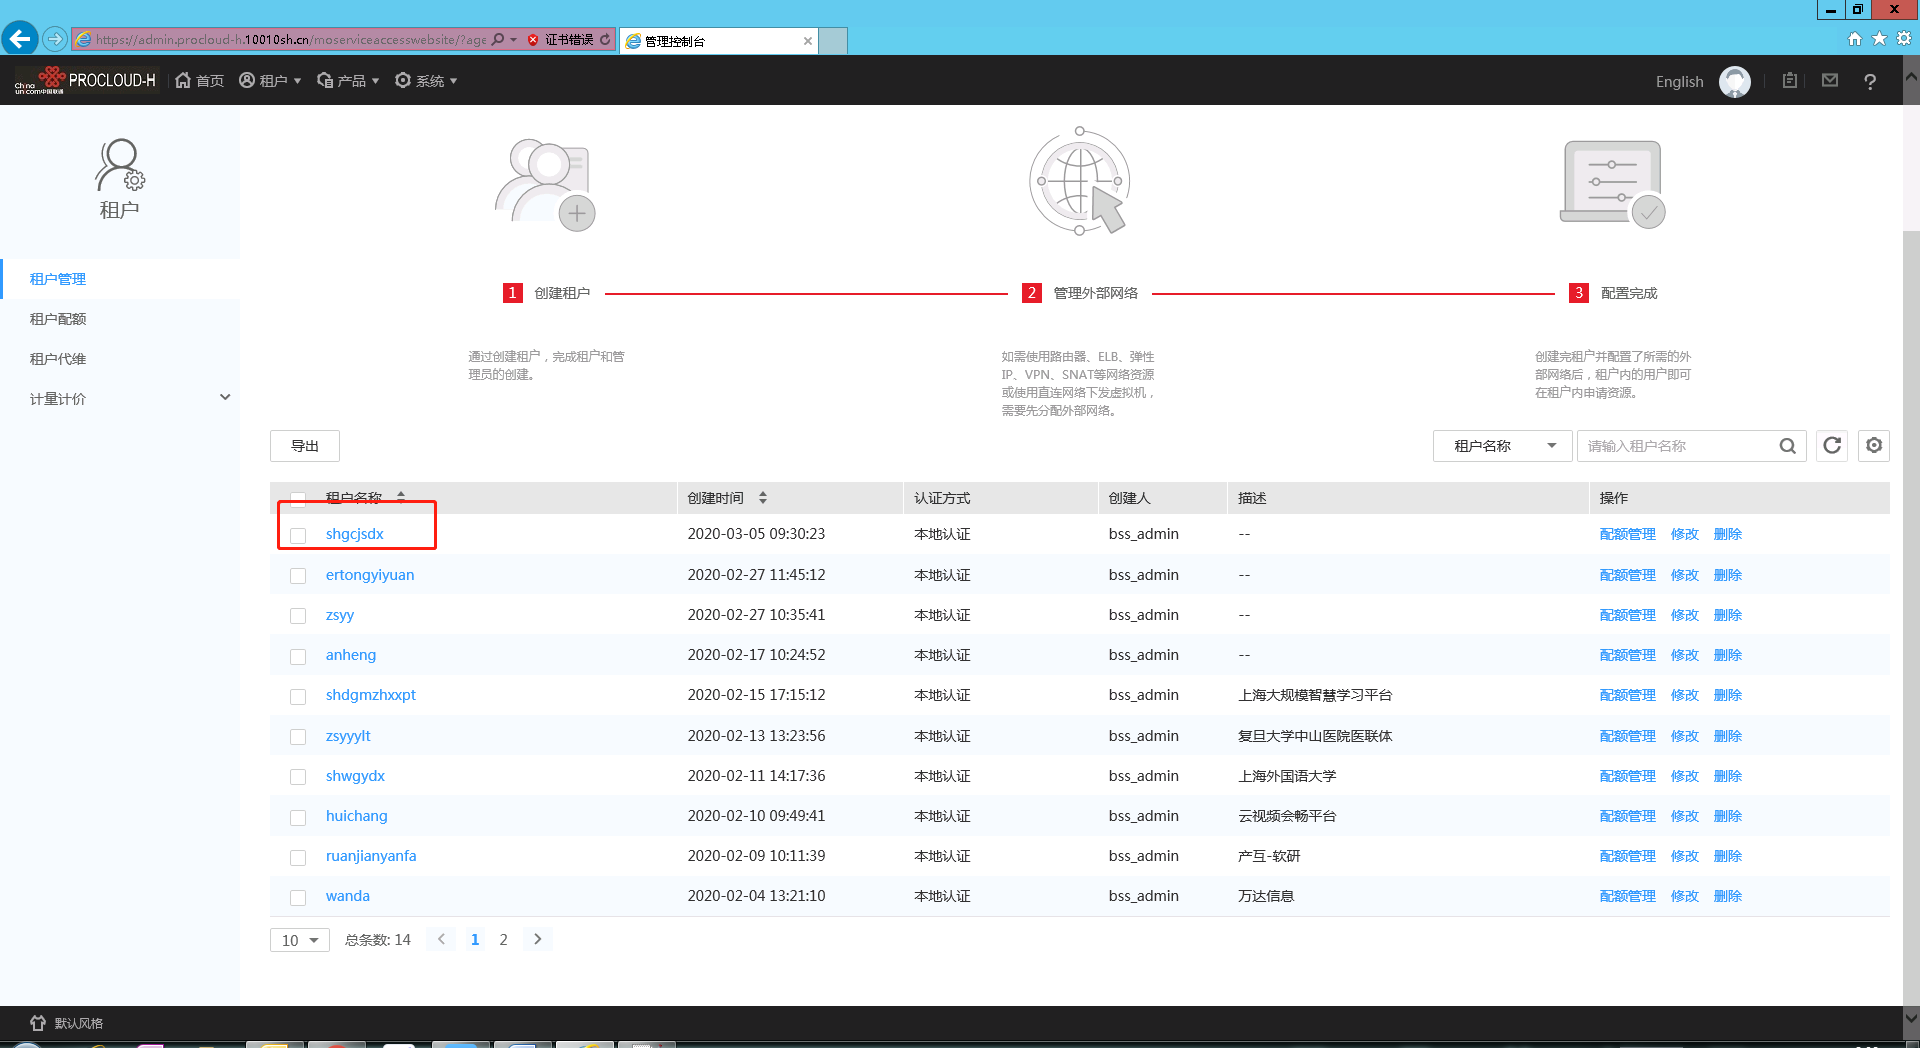 https://admin.procloud-h.10010sh.cn/moserviceaccesswebsite/?age
证书错误
管理控制台
China unicom中国联通
PROCLOUD-H
首页
租户
产品
系统
English
租户
租户管理
租户配额
租户代维
计量计价
1 创建租户
2 管理外部网络
3 配置完成
通过创建租户，完成租户和管
理员的创建。
如需使用路由器、ELB、弹性
IP、VPN、SNAT等网络资源
或使用直连网络下发虚拟机，
需要先分配外部网络。
创建完租户并配置了所需的外
部网络后，租户内的用户即可
在租户内申请资源。
导出
租户名称
请输入租户名称
租户名称 创建时间 认证方式 创建人 描述 操作
shgcjsdx 2020-03-05 09:30:23 本地认证 bss_admin -- 配额管理 修改 删除
ertongyiyuan 2020-02-27 11:45:12 本地认证 bss_admin -- 配额管理 修改 删除
zsyy 2020-02-27 10:35:41 本地认证 bss_admin -- 配额管理 修改 删除
anheng 2020-02-17 10:24:52 本地认证 bss_admin -- 配额管理 修改 删除
shdgmzhxxpt 2020-02-15 17:15:12 本地认证 bss_admin 上海大规模智慧学习平台 配额管理 修改 删除
zsyyylt 2020-02-13 13:23:56 本地认证 bss_admin 复旦大学中山医院医联体 配额管理 修改 删除
shwgydx 2020-02-11 14:17:36 本地认证 bss_admin 上海外国语大学 配额管理 修改 删除
huichang 2020-02-10 09:49:41 本地认证 bss_admin 云视频会畅平台 配额管理 修改 删除
ruanjianyanfa 2020-02-09 10:11:39 本地认证 bss_admin 产互-软研 配额管理 修改 删除
wanda 2020-02-04 13:21:10 本地认证 bss_admin 万达信息 配额管理 修改 删除
10 总条数: 14 1 2
默认风格